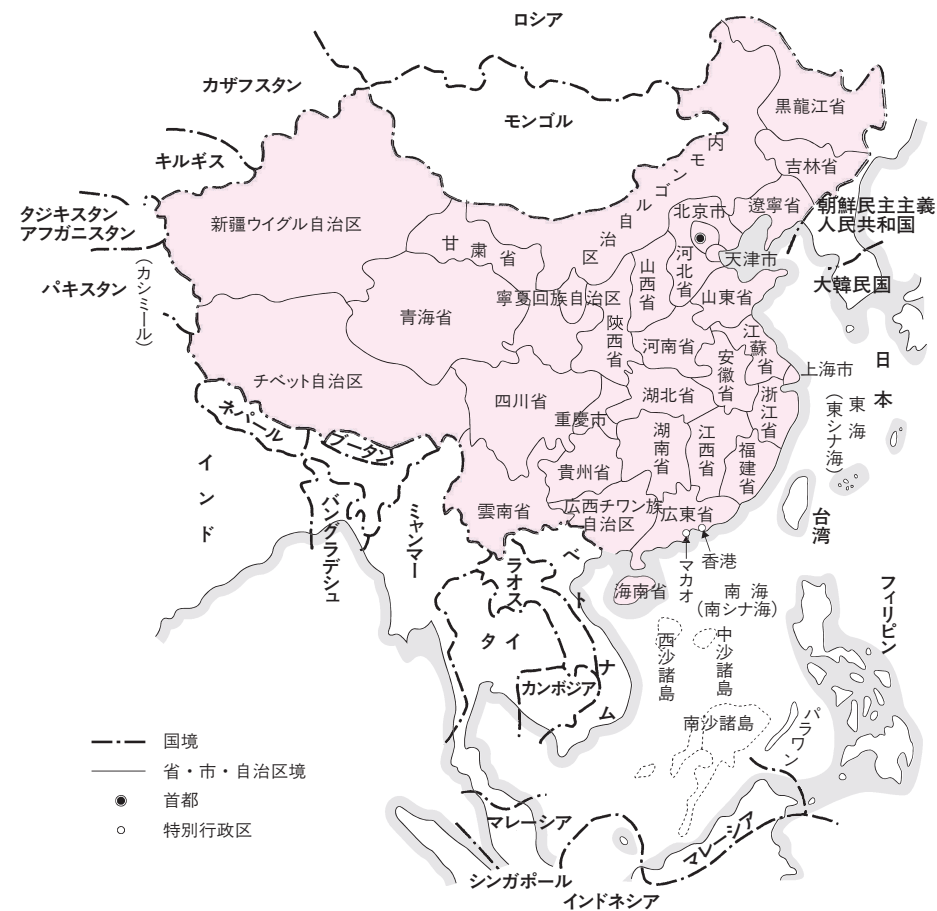 ロシア
カザフスタン
モンゴル
キルギス
タジキスタン
アフガニスタン
パキスタン
(カシミール)
黒龍江省
吉林省
遼寧省
内モンゴル自治区
北京市
天津市
朝鮮民主主義
人民共和国
大韓民国
日本
新疆ウイグル自治区
甘粛省
青海省
寧夏回族自治区
山西省
河北省
山東省
陝西省
河南省
江蘇省
安徽省
上海市
チベット自治区
四川省
重慶市
湖北省
浙江省
東海
(東シナ海)
湖南省
江西省
福建省
貴州省
雲南省
広西チワン族
自治区
広東省
台湾
香港
マカオ
海南省
南海
(南シナ海)
西沙諸島
中沙諸島
南沙諸島
フィリピン
パラワン
ネパール
ブータン
インド
バングラデシュ
ミャンマー
ラオス
ベトナム
タイ
カンボジア
マレーシア
マレーシア
シンガポール
インドネシア
国境
省・市・自治区境
首都
特別行政区